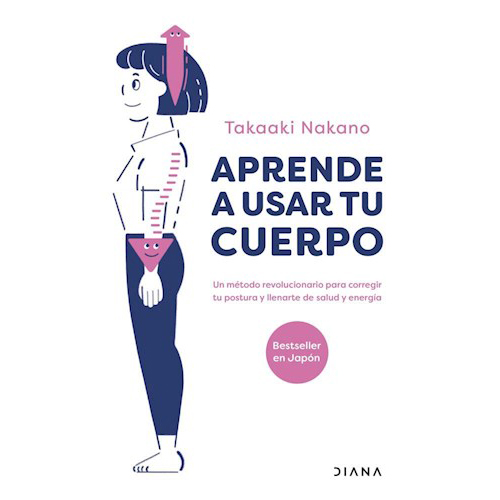 Takaaki Nakano
APRENDE
A USAR TU
CUERPO
Un método revolucionario para corregir
tu postura y llenarte de salud y energía
Bestseller
en Japón
DIANA